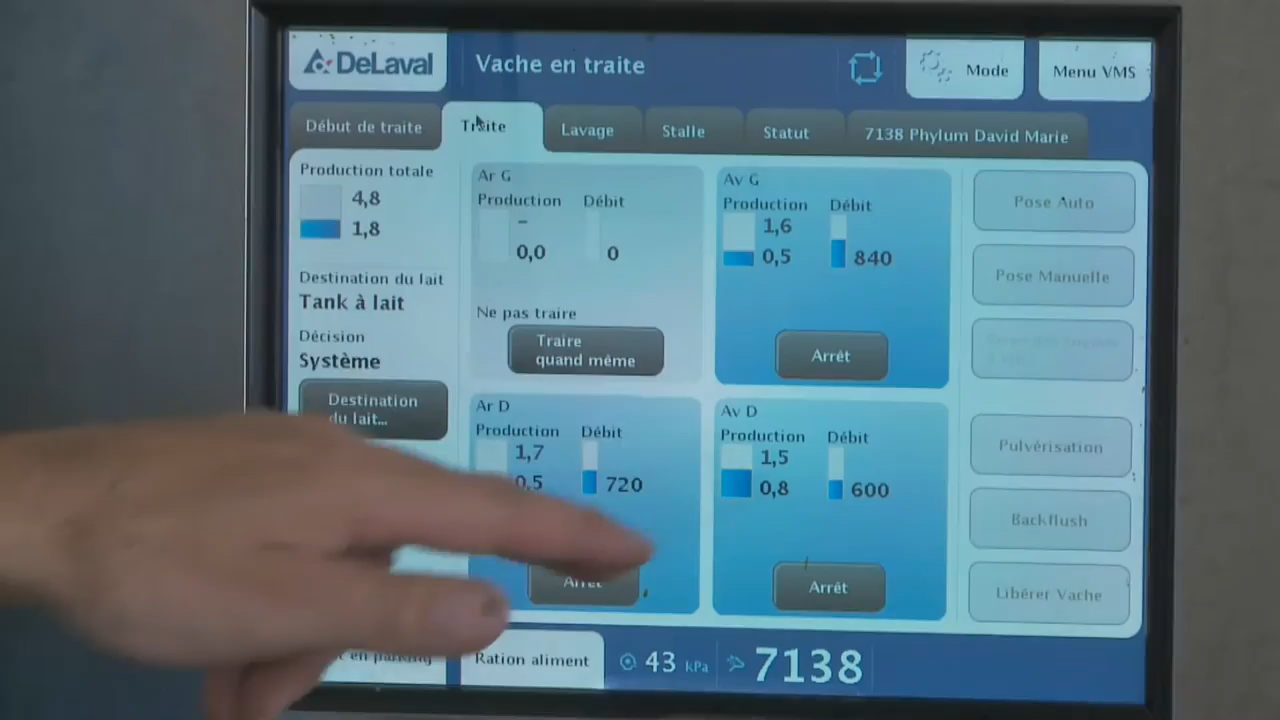 DeLaval
Vache en traite
Mode
Menu VMS
Début de traite
Traite
Lavage
Stalle
Statut
7138 Phylum David Marie
Production totale
4,8
1,8
Destination du lait
Tank à lait
Décision
Système
Destination
du lait...
Ar G
Production
Débit
–
0,0
0
Ne pas traire
Traire
quand même
Av G
Production
Débit
1,6
0,5
840
Arrêt
Ar D
Production
Débit
1,7
0,5
720
Arrêt
Av D
Production
Débit
1,5
0,8
600
Arrêt
Pose Auto
Pose Manuelle
Pulvérisation
Backflush
Libérer Vache
en parking
Ration aliment
43 kPa
7138